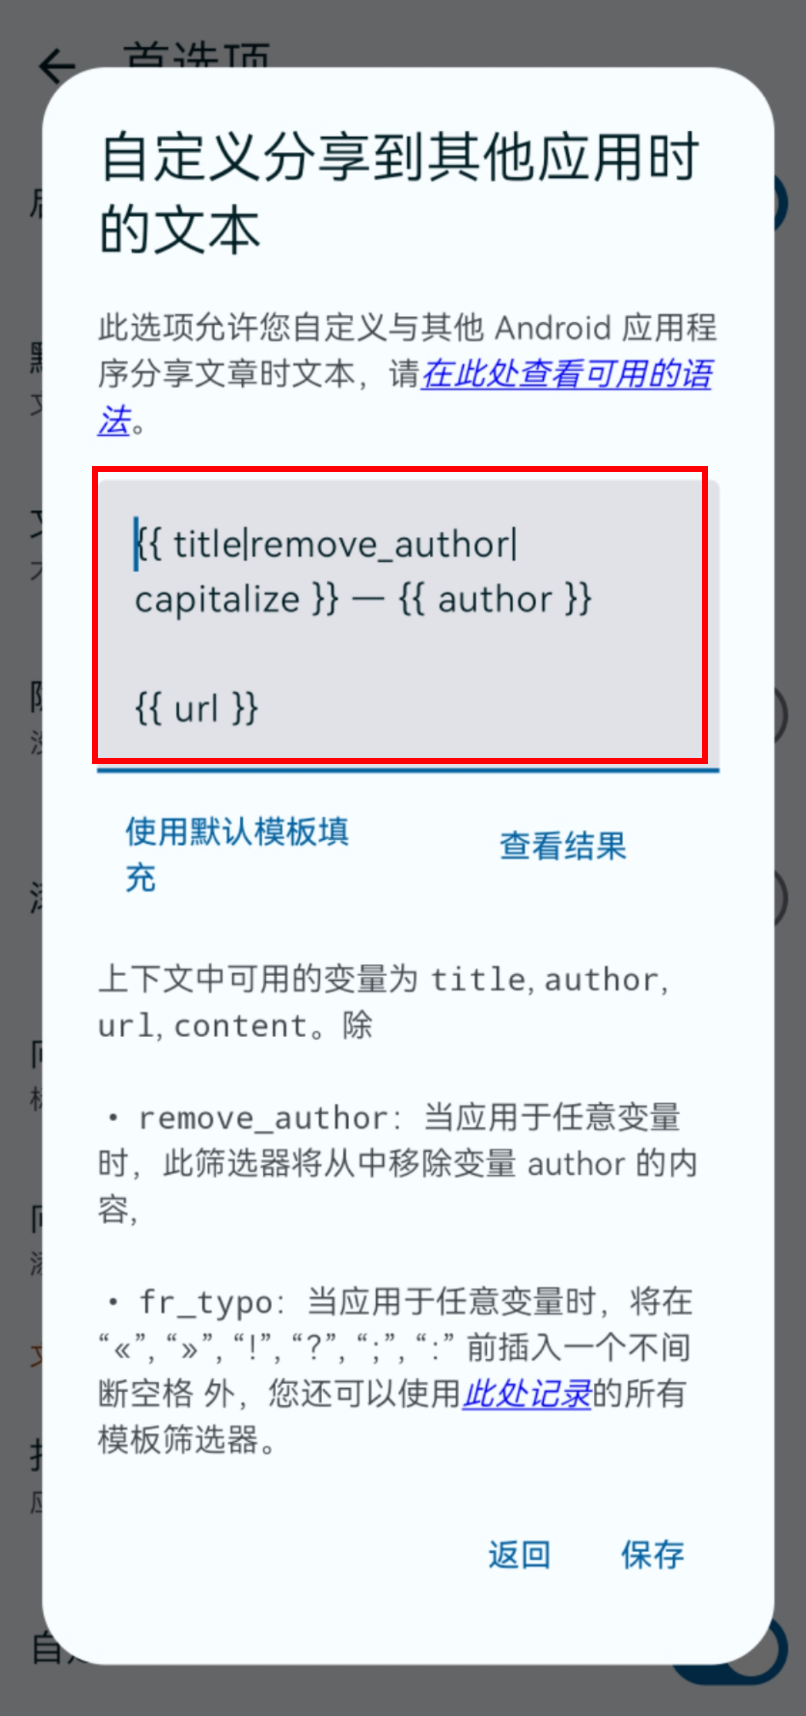 首选项
自定义分享到其他应用时
的文本
此选项允许您自定义与其他 Android 应用程
序分享文章时文本，请在此处查看可用的语
法。
{{ title|remove_author|
capitalize }} — {{ author }}
{{ url }}
使用默认模板填
充
查看结果
上下文中可用的变量为 title, author,
url, content。除
• remove_author：当应用于任意变量
时，此筛选器将从中移除变量 author 的内
容,
• fr_typo：当应用于任意变量时，将在
“«”, “»”, “!”, “?”, “;”, “:” 前插入一个不间
断空格 外，您还可以使用此处记录的所有
模板筛选器。
返回
保存
自